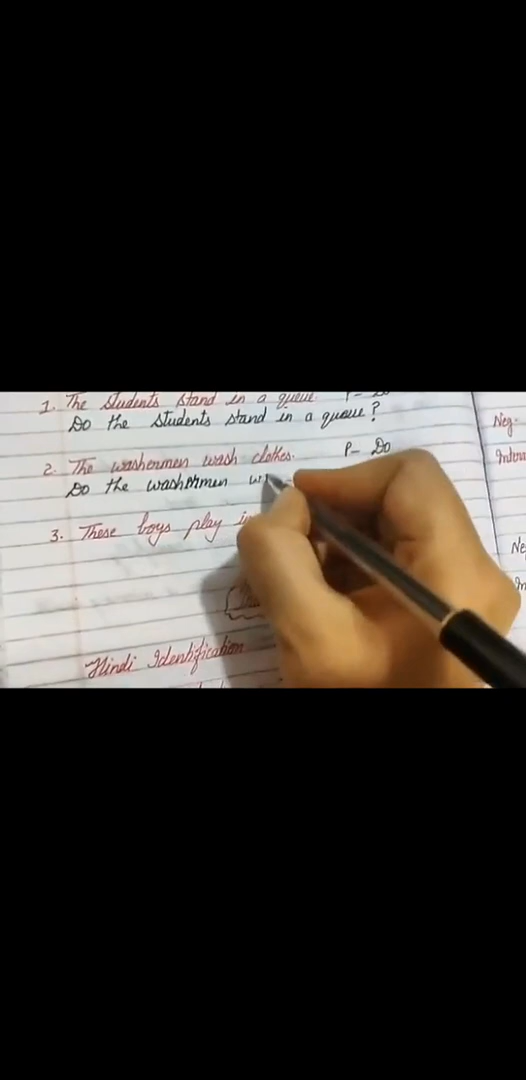 1. The students stand in a queue. P- Do
Do the students stand in a queue?
2. The washermen wash clothes. P- Do
Do the washermen
3. These boys play
Hindi Identification
Neg-